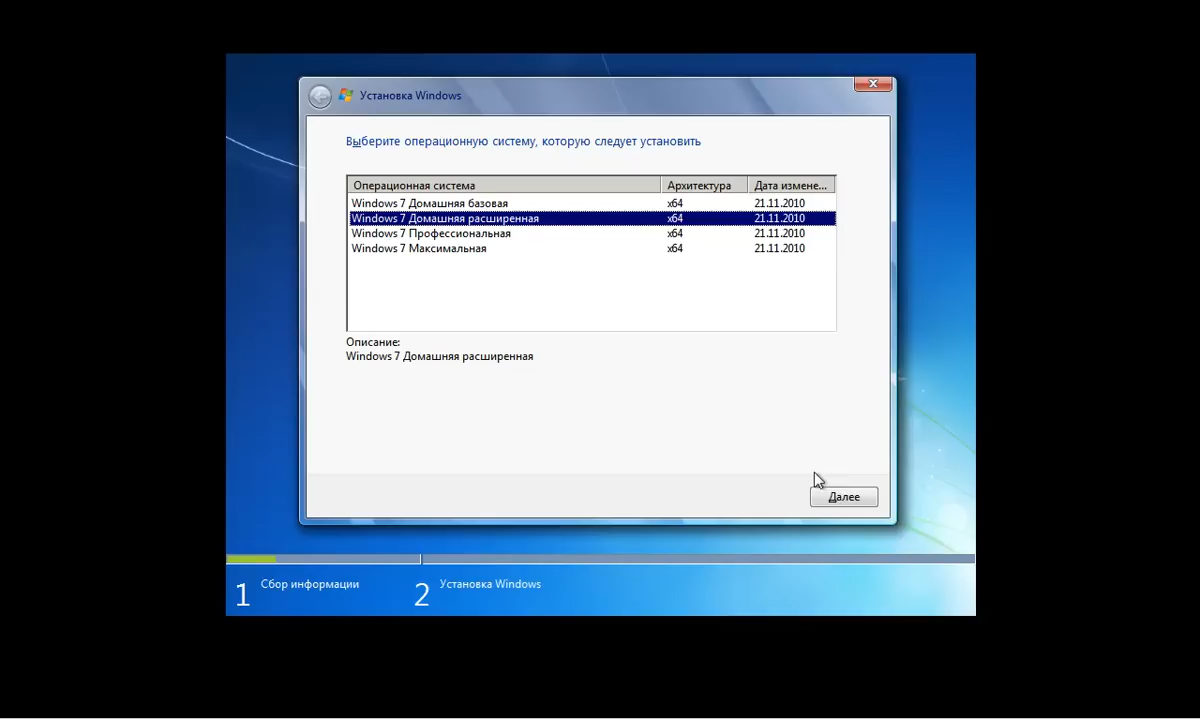 Установка Windows
Выберите операционную систему, которую следует установить
Операционная система Архитектура Дата измене...
Windows 7 Домашняя базовая x64 21.11.2010
Windows 7 Домашняя расширенная x64 21.11.2010
Windows 7 Профессиональная x64 21.11.2010
Windows 7 Максимальная x64 21.11.2010
Описание:
Windows 7 Домашняя расширенная
Далее
1 Сбор информации 2 Установка Windows